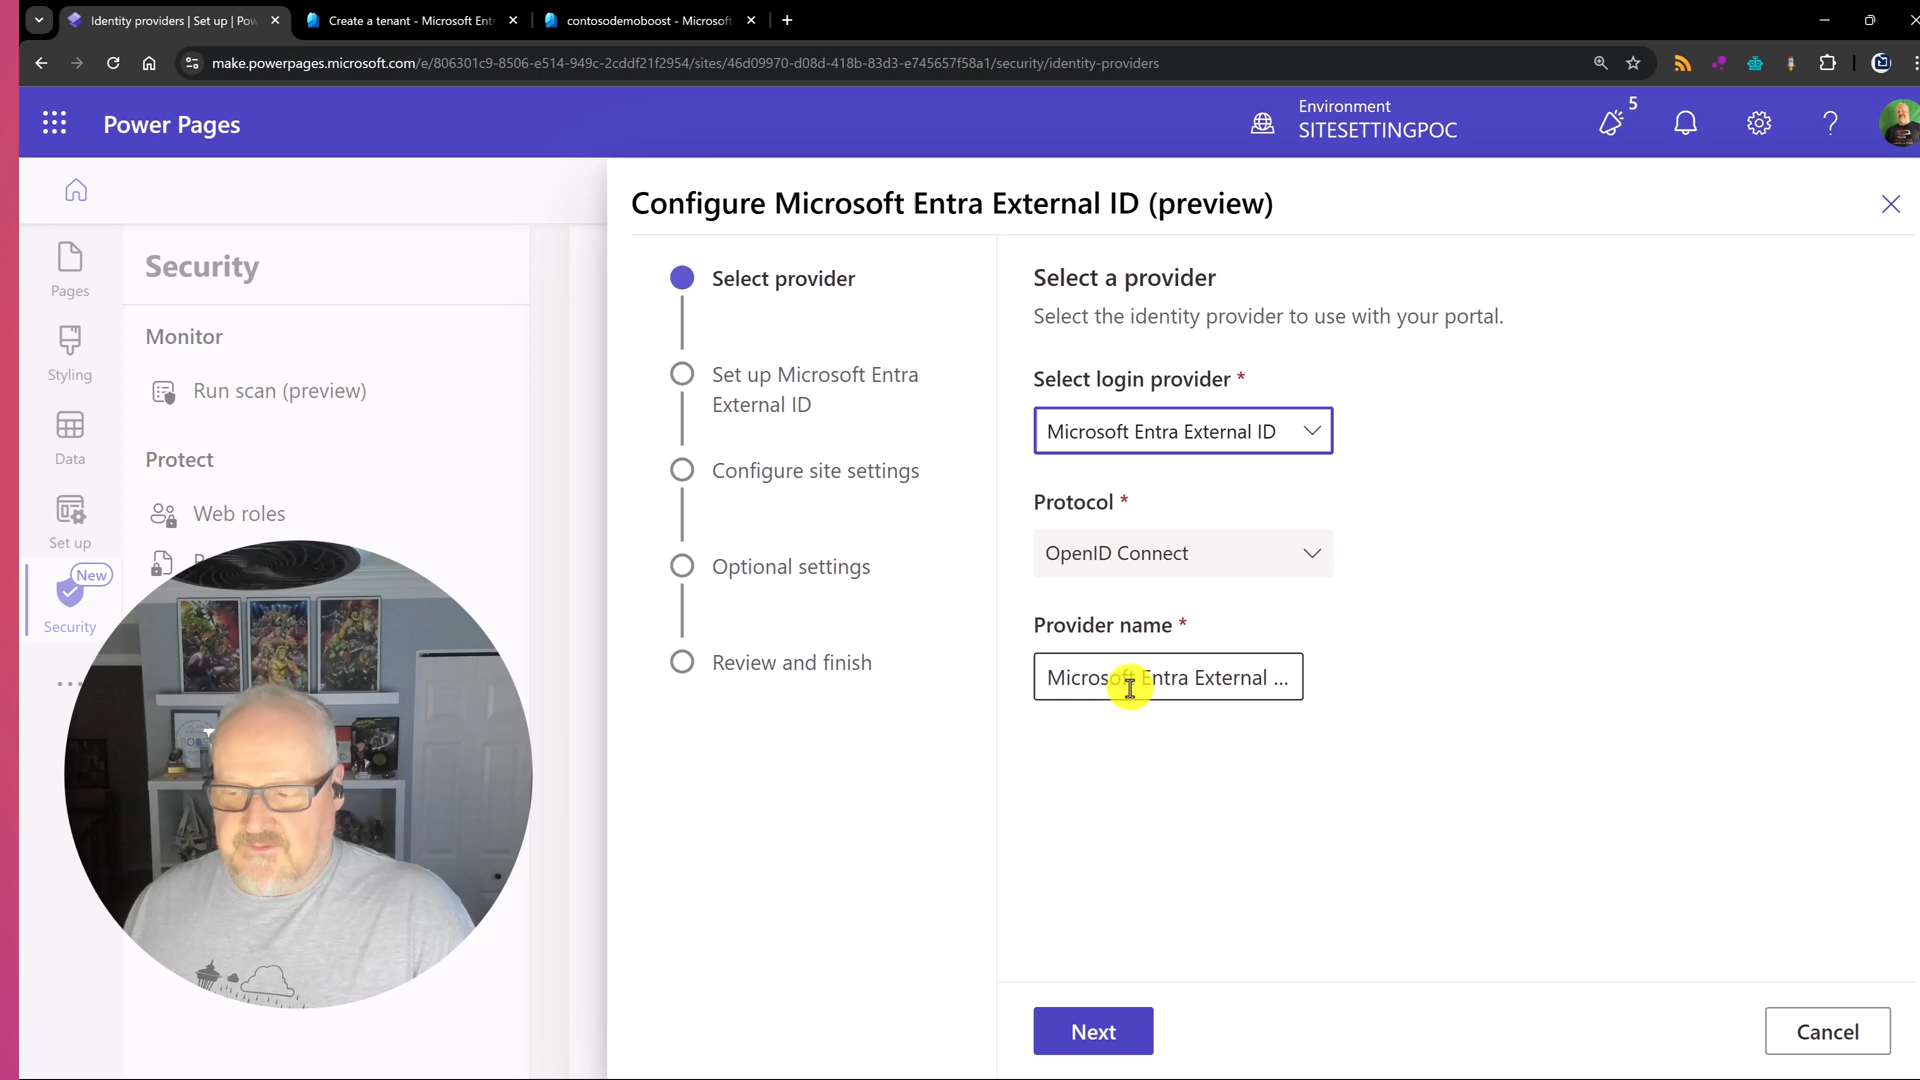 Identity providers | Set up | Pow
Create a tenant - Microsoft Entr
contosodemoboost - Microsoft
make.powerpages.microsoft.com/e/806301c9-8506-e514-949c-2cddf21f2954/sites/46d09970-d08d-418b-83d3-e745657f58a1/security/identity-providers
Power Pages
Environment
SITESETTINGPOC
5
Configure Microsoft Entra External ID (preview)
Pages
Styling
Data
Set up
New
Security
Security
Monitor
Run scan (preview)
Protect
Web roles
Select provider
Set up Microsoft Entra
External ID
Configure site settings
Optional settings
Review and finish
Select a provider
Select the identity provider to use with your portal.
Select login provider *
Microsoft Entra External ID
Protocol *
OpenID Connect
Provider name *
Microsoft Entra External ...
Next
Cancel